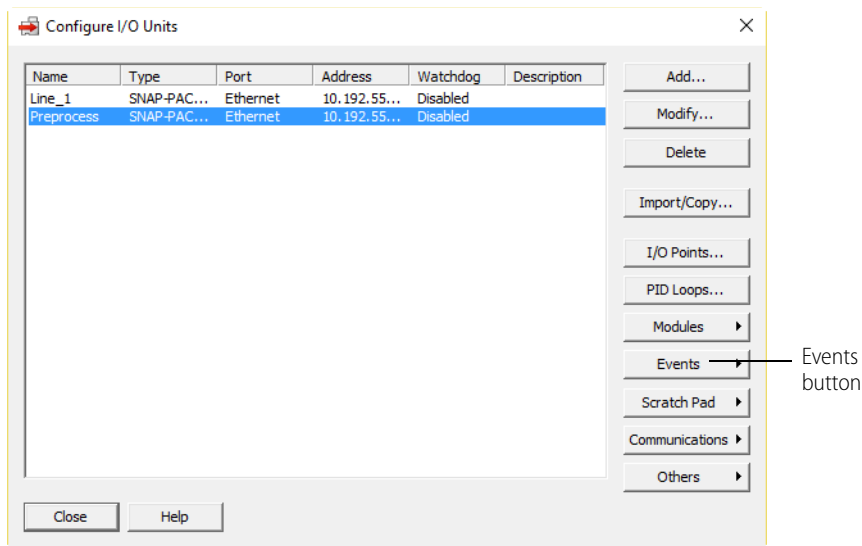 Configure I/O Units
Name Type Port Address Watchdog Description
Line_1 SNAP-PAC... Ethernet 10.192.55... Disabled
Preprocess SNAP-PAC... Ethernet 10.192.55... Disabled
Add...
Modify...
Delete
Import/Copy...
I/O Points...
PID Loops...
Modules
Events
Scratch Pad
Communications
Others
Events
button
Close Help